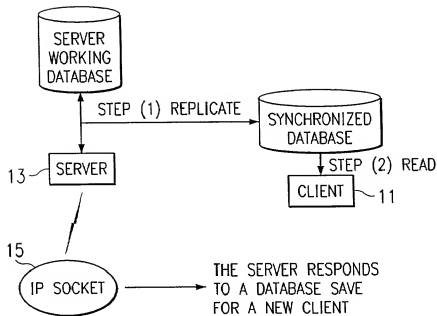 SERVER
WORKING
DATABASE
STEP (1) REPLICATE
SYNCHRONIZED
DATABASE
STEP (2) READ
13
SERVER
CLIENT
11
15
IP SOCKET
THE SERVER RESPONDS
TO A DATABASE SAVE
FOR A NEW CLIENT